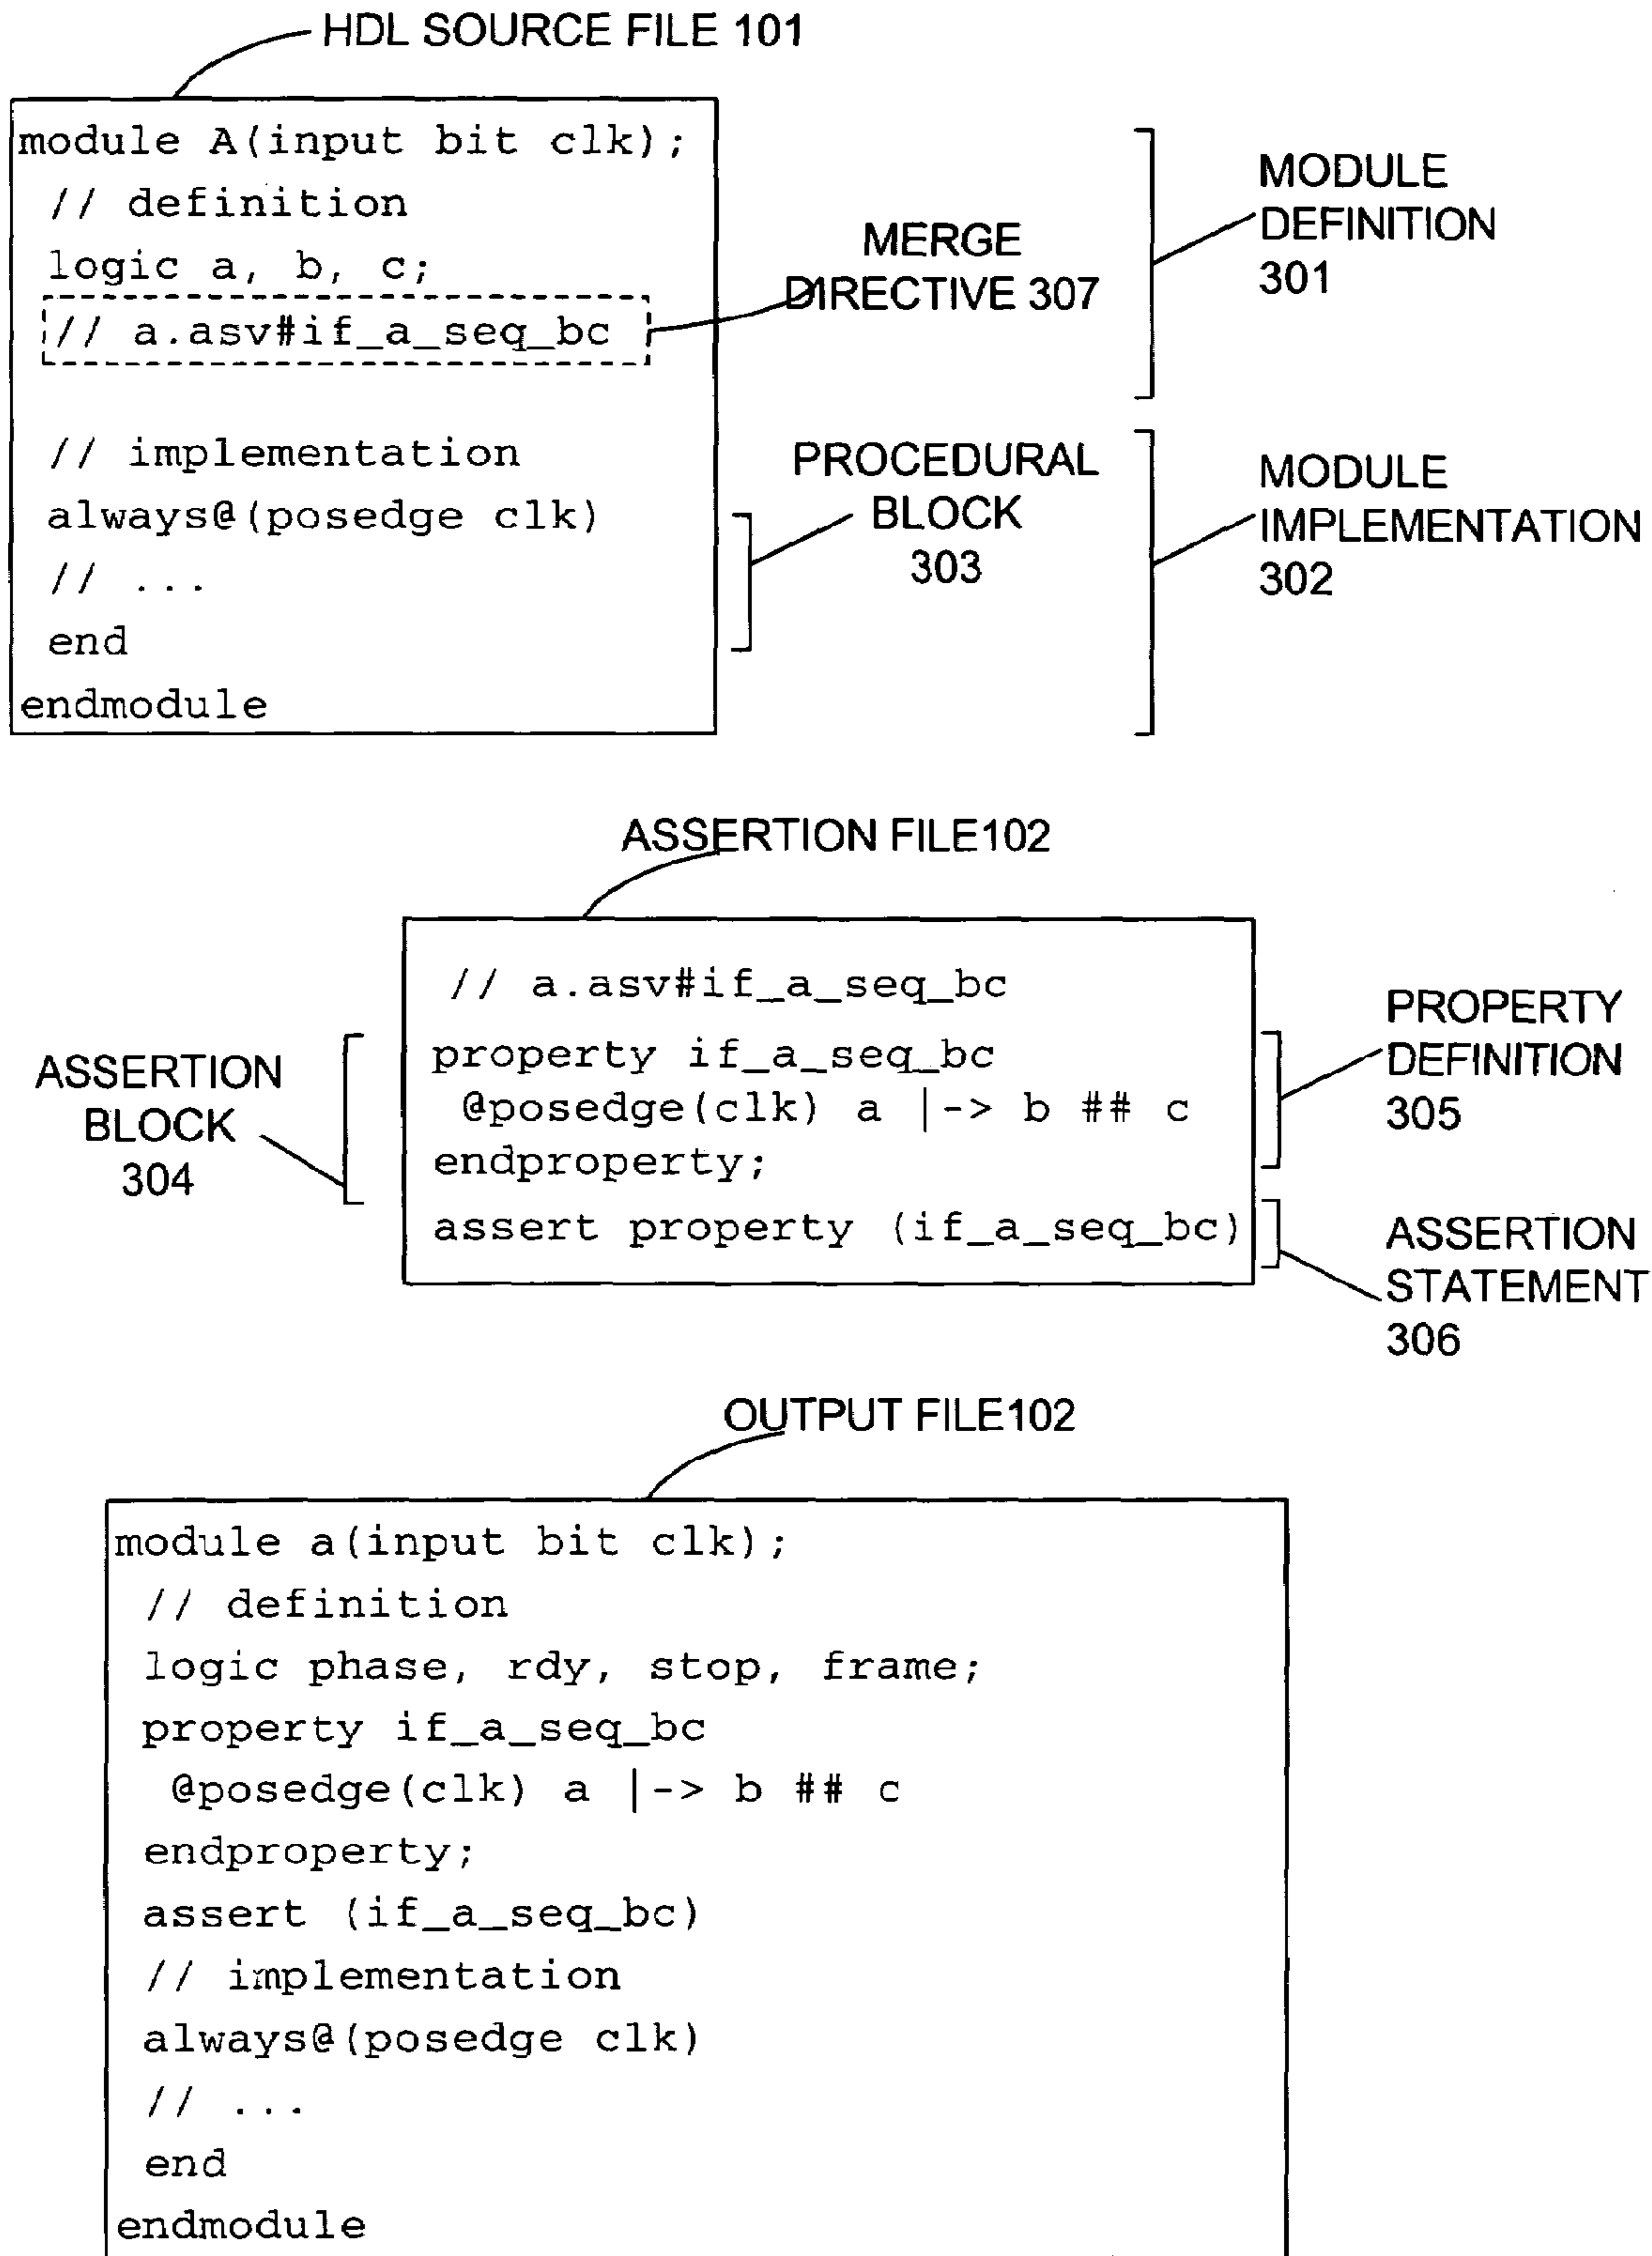 HDL SOURCE FILE 101
module A(input bit clk);
// definition
logic a, b, c;
// a.asv#if_a_seq_bc
// implementation
always@(posedge clk)
// ...
end
endmodule
MERGE
DIRECTIVE 307
PROCEDURAL
BLOCK
303
MODULE
DEFINITION
301
MODULE
IMPLEMENTATION
302
ASSERTION FILE102
ASSERTION
BLOCK
304
// a.asv#if_a_seq_bc
property if_a_seq_bc
@posedge(clk) a |-> b ## c
endproperty;
assert property (if_a_seq_bc)
PROPERTY
DEFINITION
305
ASSERTION
STATEMENT
306
OUTPUT FILE102
module a(input bit clk);
// definition
logic phase, rdy, stop, frame;
property if_a_seq_bc
@posedge(clk) a |-> b ## c
endproperty;
assert (if_a_seq_bc)
// implementation
always@(posedge clk)
// ...
end
endmodule